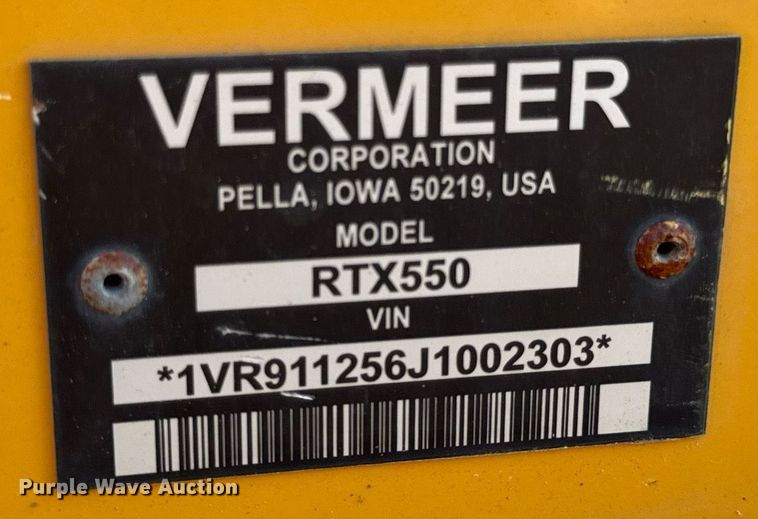 VERMEER
CORPORATION
PELLA, IOWA 50219, USA
MODEL
RTX550
VIN
*1VR911256J1002303*
Purple Wave Auction